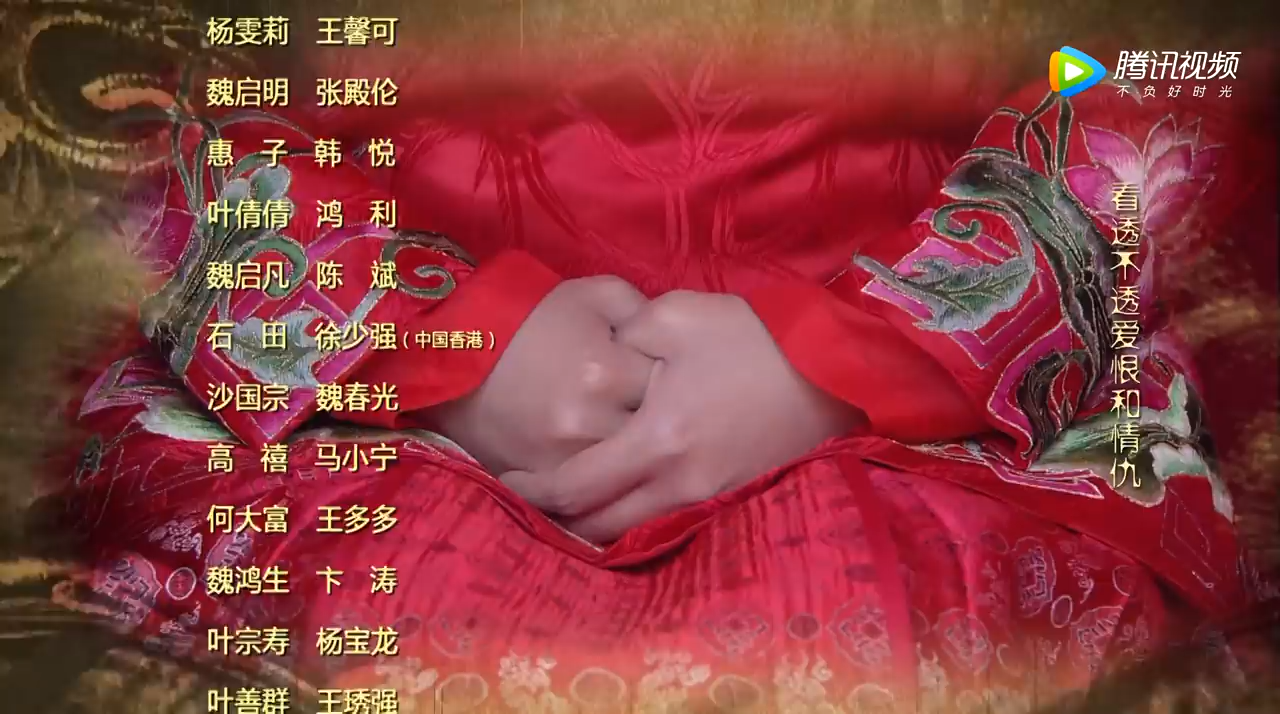 杨雯莉 王馨可
魏启明 张殿伦
惠 子 韩 悦
叶倩倩 鸿 利
魏启凡 陈 斌
石 田 徐少强(中国香港)
沙国宗 魏春光
高 禧 马小宁
何大富 王多多
魏鸿生 卞 涛
叶宗寿 杨宝龙
叶善群 王琇强
腾讯视频
不负好时光
看透不透爱恨和情仇